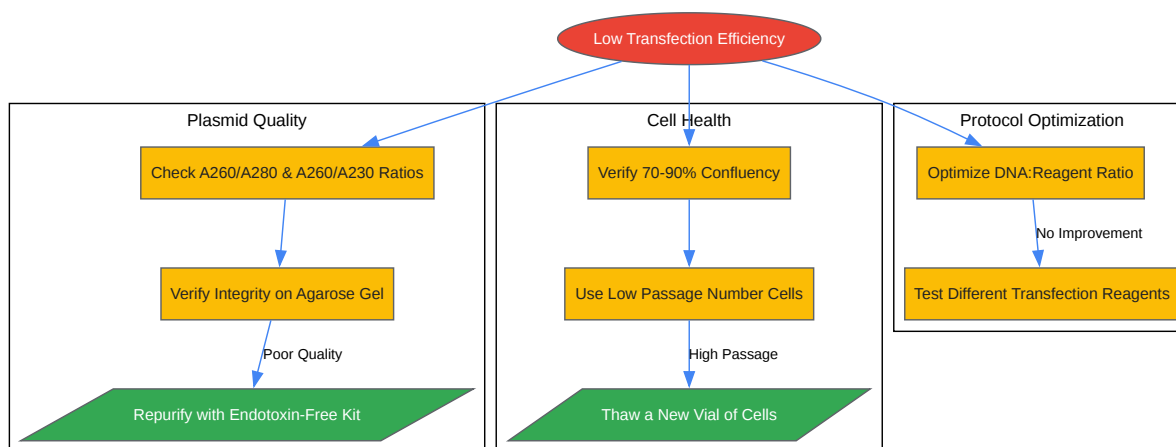 Low Transfection Efficiency
Plasmid Quality
Check A260/A280 & A260/A230 Ratios
Verify Integrity on Agarose Gel
Poor Quality
Repurify with Endotoxin-Free Kit
Cell Health
Verify 70-90% Confluency
Use Low Passage Number Cells
High Passage
Thaw a New Vial of Cells
Protocol Optimization
Optimize DNA:Reagent Ratio
No Improvement
Test Different Transfection Reagents